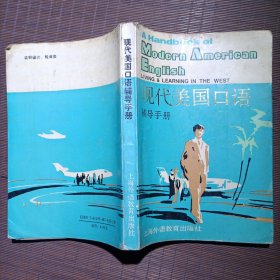 A Handbook of
Modern American
English
LIVING & LEARNING IN THE WEST
现代美国口语
辅导手册
上海外语教育出版社
现代美国口语辅导手册
上海外语教育出版社